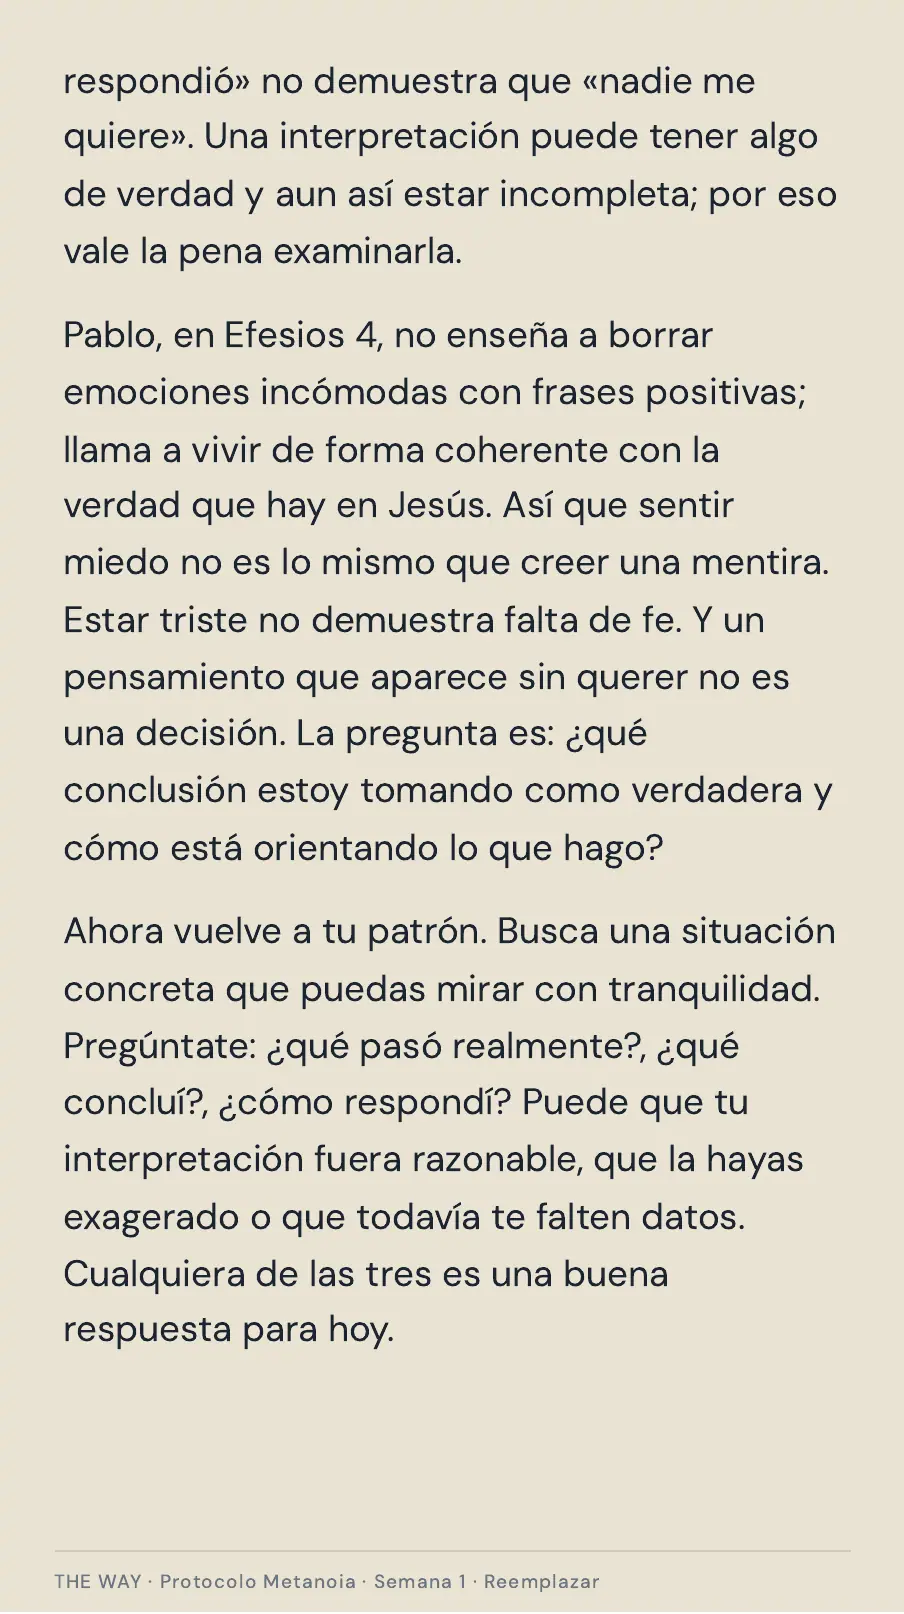 respondió» no demuestra que «nadie me
quiere». Una interpretación puede tener algo
de verdad y aun así estar incompleta; por eso
vale la pena examinarla.
Pablo, en Efesios 4, no enseña a borrar
emociones incómodas con frases positivas;
llama a vivir de forma coherente con la
verdad que hay en Jesús. Así que sentir
miedo no es lo mismo que creer una mentira.
Estar triste no demuestra falta de fe. Y un
pensamiento que aparece sin querer no es
una decisión. La pregunta es: ¿qué
conclusión estoy tomando como verdadera y
cómo está orientando lo que hago?
Ahora vuelve a tu patrón. Busca una situación
concreta que puedas mirar con tranquilidad.
Pregúntate: ¿qué pasó realmente?, ¿qué
concluí?, ¿cómo respondí? Puede que tu
interpretación fuera razonable, que la hayas
exagerado o que todavía te falten datos.
Cualquiera de las tres es una buena
respuesta para hoy.
THE WAY · Protocolo Metanoia · Semana 1 · Reemplazar